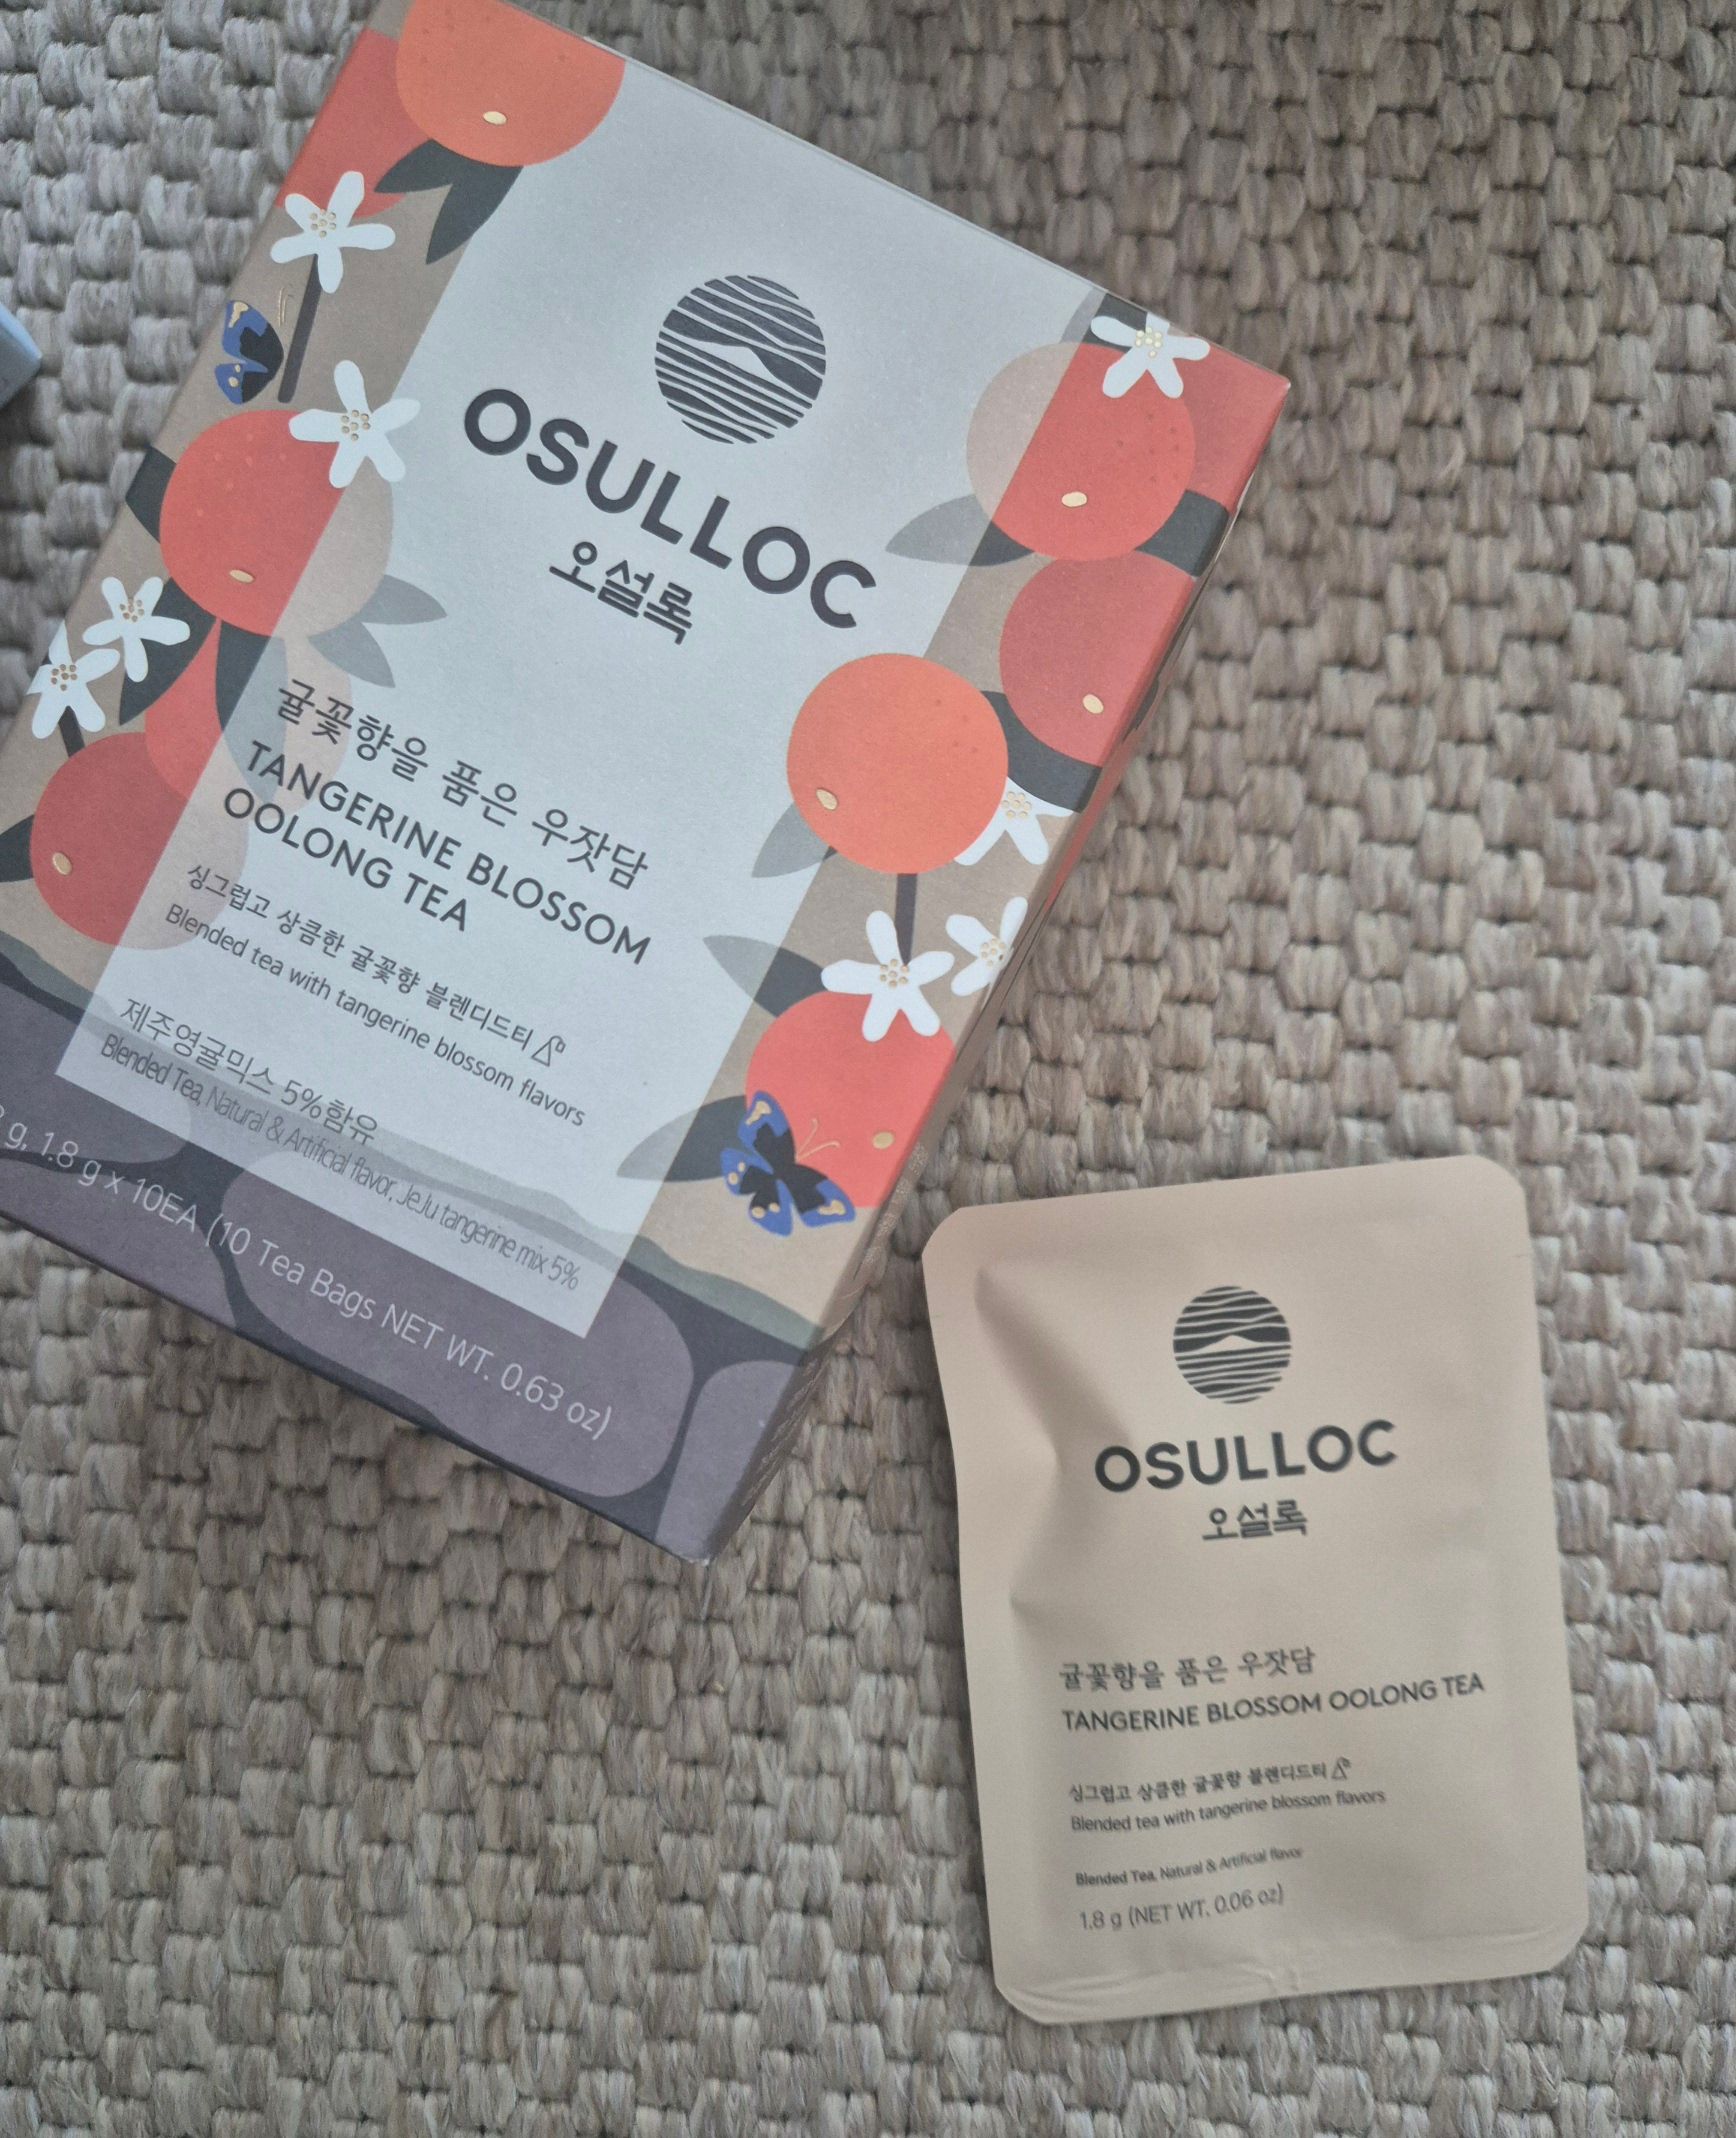 OSULLOC
오설록
귤꽃향을 품은 우잣담
TANGERINE BLOSSOM
OOLONG TEA
싱그럽고 상큼한 귤꽃향 블렌디드티
Blended tea with tangerine blossom flavors
제주영귤믹스 5%함유
Blended Tea, Natural & Artificial flavor, JeJu tangerine mix 5%
g, 1.8 g x 10EA (10 Tea Bags NET WT. 0.63 oz)
OSULLOC
오설록
귤꽃향을 품은 우잣담
TANGERINE BLOSSOM OOLONG TEA
싱그럽고 상큼한 귤꽃향 블렌디드티
Blended tea with tangerine blossom flavors
Blended Tea, Natural & Artificial flavor
1.8 g (NET WT. 0.06 oz)